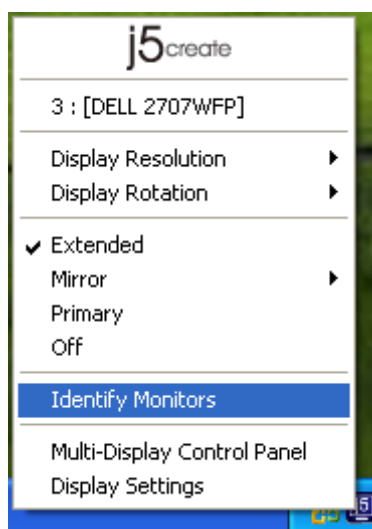 j5create
3 : [DELL 2707WFP]
Display Resolution
Display Rotation
Extended
Mirror
Primary
Off
Identify Monitors
Multi-Display Control Panel
Display Settings